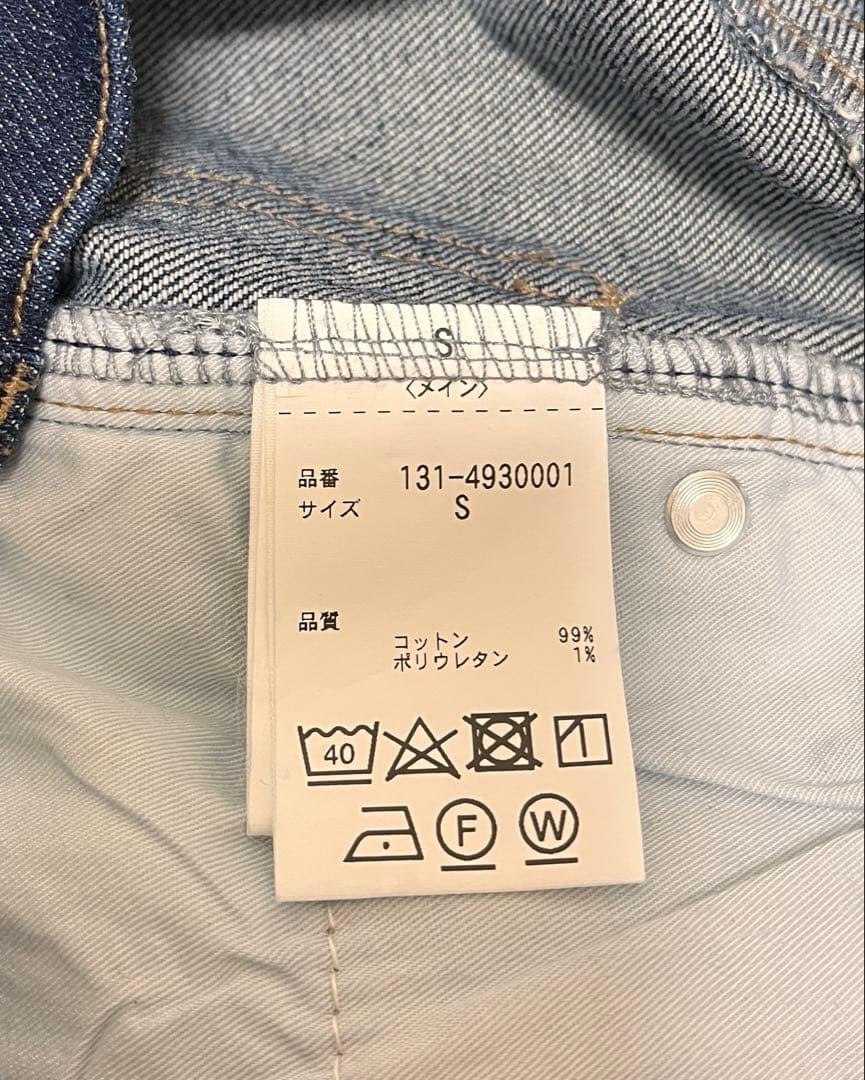 S
〈メイン〉
品番 131-4930001
サイズ S
品質
コットン 99%
ポリウレタン 1%
40
F W